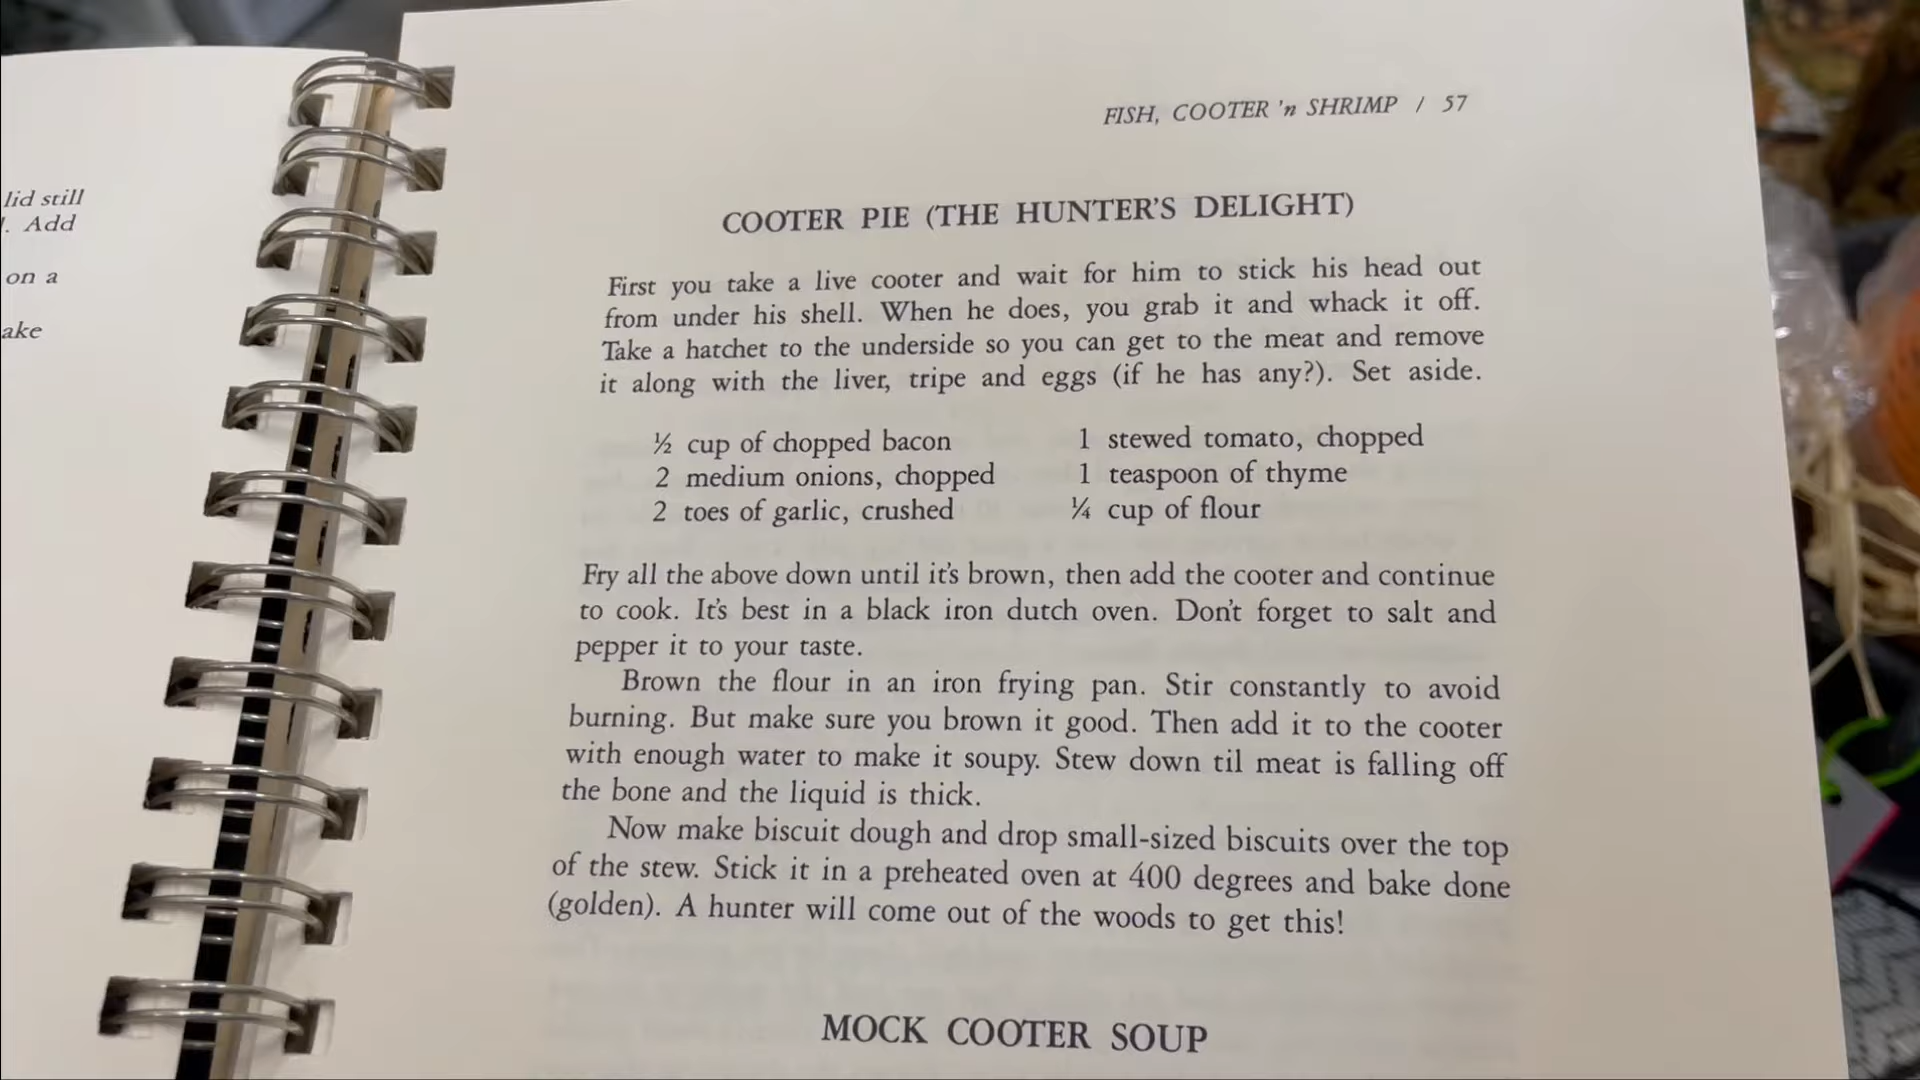 lid still
. Add
on a
ake
FISH, COOTER 'n SHRIMP / 57
COOTER PIE (THE HUNTER'S DELIGHT)
First you take a live cooter and wait for him to stick his head out
from under his shell. When he does, you grab it and whack it off.
Take a hatchet to the underside so you can get to the meat and remove
it along with the liver, tripe and eggs (if he has any?). Set aside.
½ cup of chopped bacon
2 medium onions, chopped
2 toes of garlic, crushed
1 stewed tomato, chopped
1 teaspoon of thyme
¼ cup of flour
Fry all the above down until it's brown, then add the cooter and continue
to cook. It's best in a black iron dutch oven. Don't forget to salt and
pepper it to your taste.
Brown the flour in an iron frying pan. Stir constantly to avoid
burning. But make sure you brown it good. Then add it to the cooter
with enough water to make it soupy. Stew down til meat is falling off
the bone and the liquid is thick.
Now make biscuit dough and drop small-sized biscuits over the top
of the stew. Stick it in a preheated oven at 400 degrees and bake done
(golden). A hunter will come out of the woods to get this!
MOCK COOTER SOUP